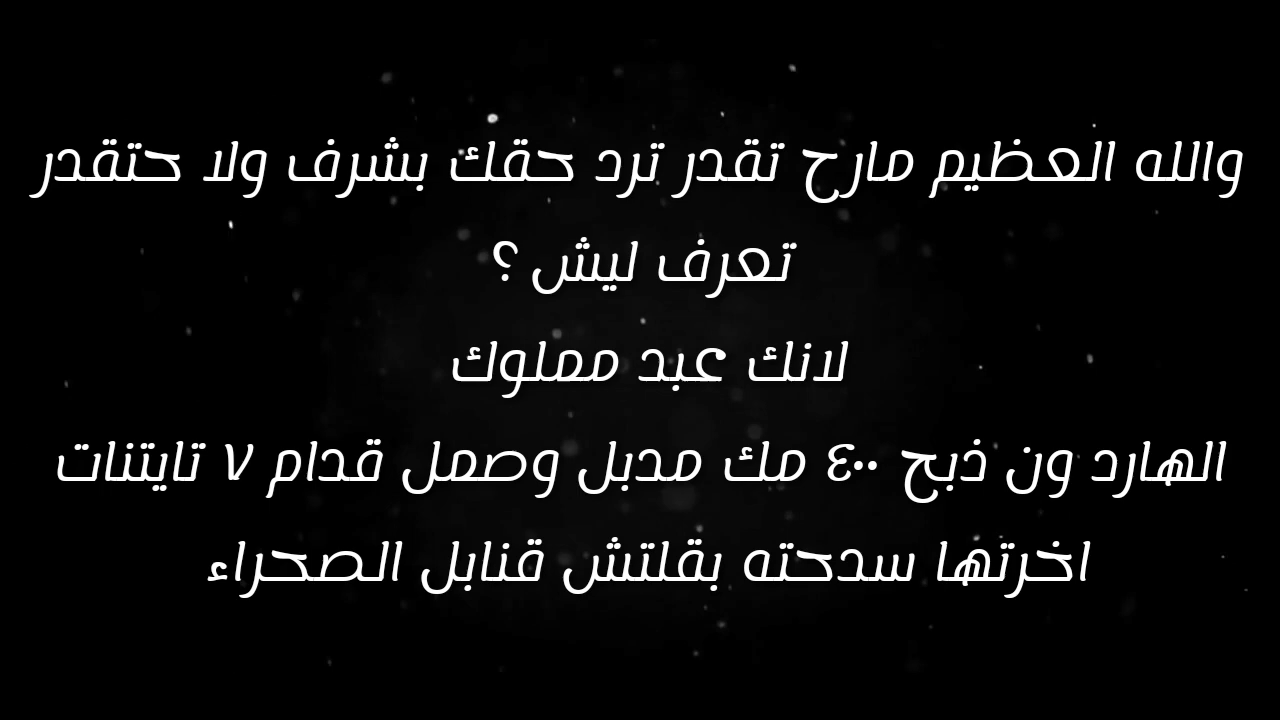 والله العظيم مارح تقدر ترد حقك بشرف ولا حتقدر
تعرف ليش ؟
لانك عبد مملوك
الهارد ون ذبح ٤٠٠ مك مدبل وصمل قدام ٧ تايتنات
اخرتها سدحته بقلتش قنابل الصحراء